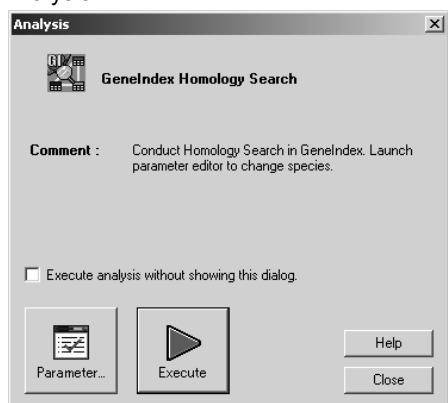 Analysis
GeneIndex Homology Search
Comment :
Conduct Homology Search in GeneIndex. Launch
parameter editor to change species.
Execute analysis without showing this dialog.
Parameter...
Execute
Help
Close